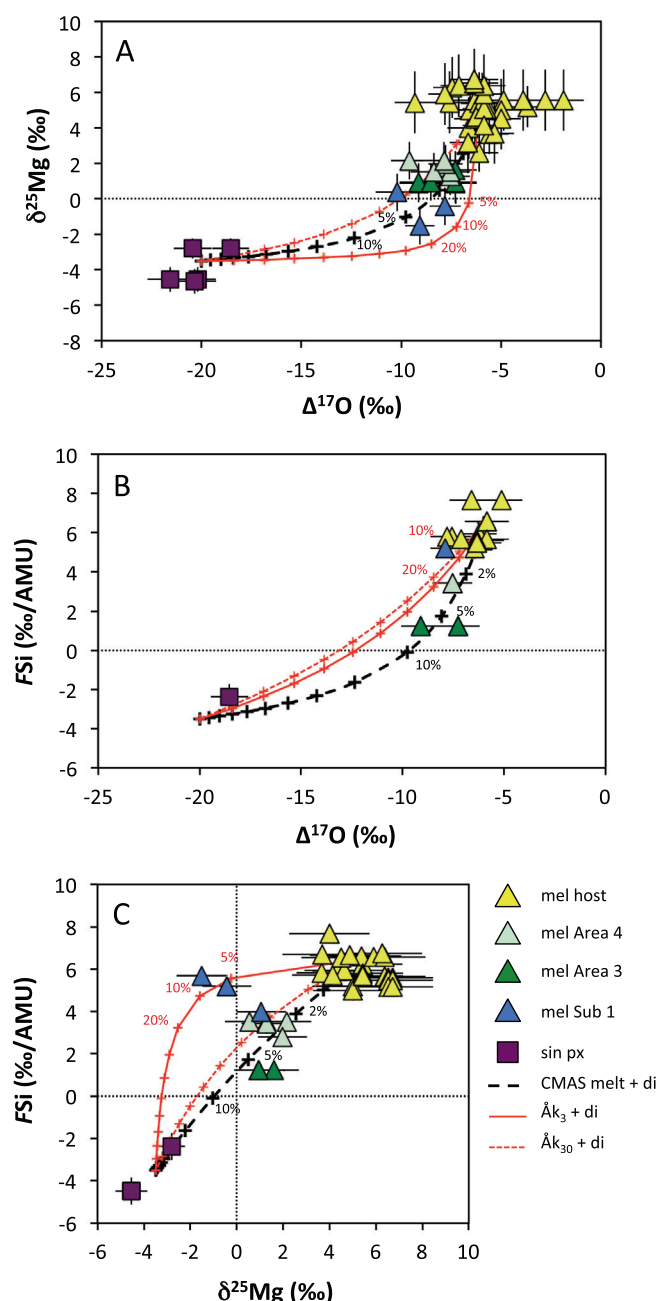 A
10
8
6
4
2
0
-2
-4
-6
-8
δ²⁵Mg (‰)
5%
10%
5%
10%
20%
-25 -20 -15 -10 -5 0
Δ¹⁷O (‰)
B
10
8
6
4
2
0
-2
-4
-6
FSi (‰/AMU)
10%
20%
2%
5%
10%
-25 -20 -15 -10 -5 0
Δ¹⁷O (‰)
C
10
8
6
4
2
0
-2
-4
-6
FSi (‰/AMU)
5%
10%
20%
2%
5%
10%
-6 -4 -2 0 2 4 6 8 10
δ²⁵Mg (‰)
mel host
mel Area 4
mel Area 3
mel Sub 1
sin px
CMAS melt + di
Åk₃ + di
Åk₃₀ + di